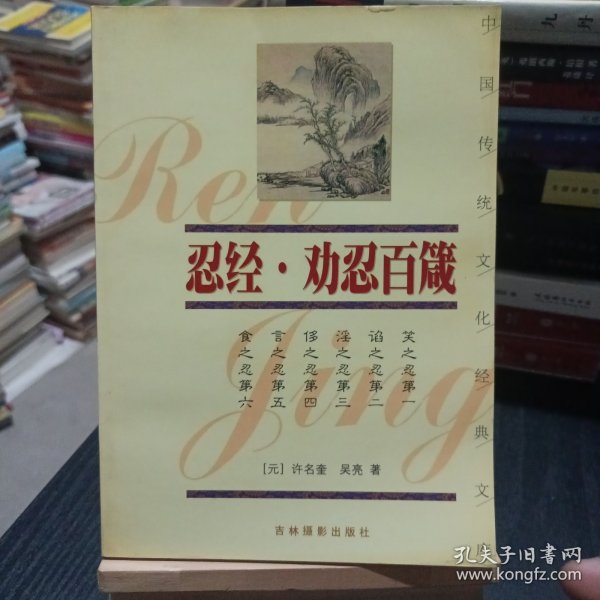 中国传统文化经典文
Ren
忍经·劝忍百箴
Jing
笑之忍第一
谄之忍第二
淫之忍第三
侈之忍第四
言之忍第五
食之忍第六
[元] 许名奎 吴亮 著
吉林摄影出版社
九丹
孔夫子旧书网
www.kongfz.com